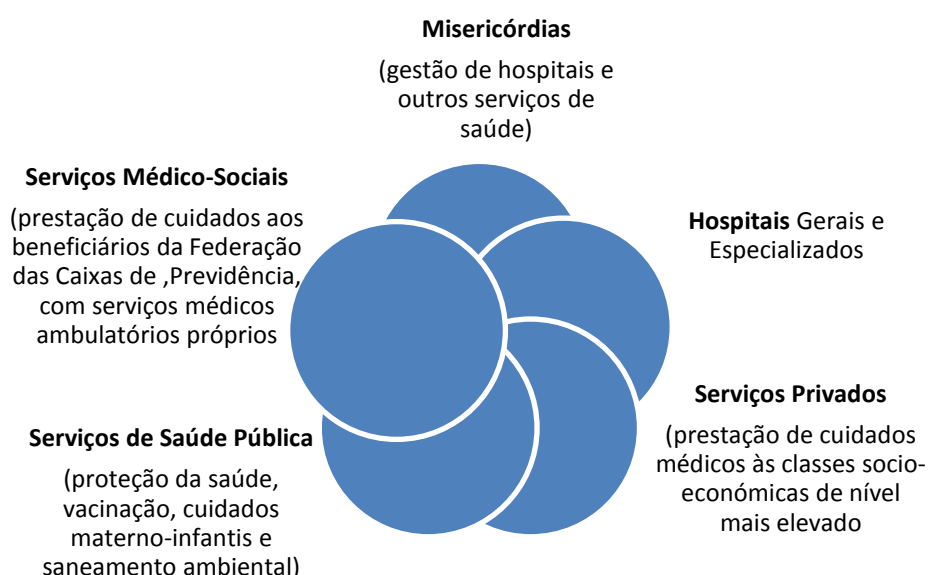 Misericórdias
(gestão de hospitais e
outros serviços de
saúde)
Hospitais Gerais e
Especializados
Serviços Privados
(prestação de cuidados
médicos às classes socio-
económicas de nível
mais elevado
Serviços de Saúde Pública
(proteção da saúde,
vacinação, cuidados
materno-infantis e
saneamento ambiental)
Serviços Médico-Sociais
(prestação de cuidados aos
beneficiários da Federação
das Caixas de ,Previdência,
com serviços médicos
ambulatórios próprios